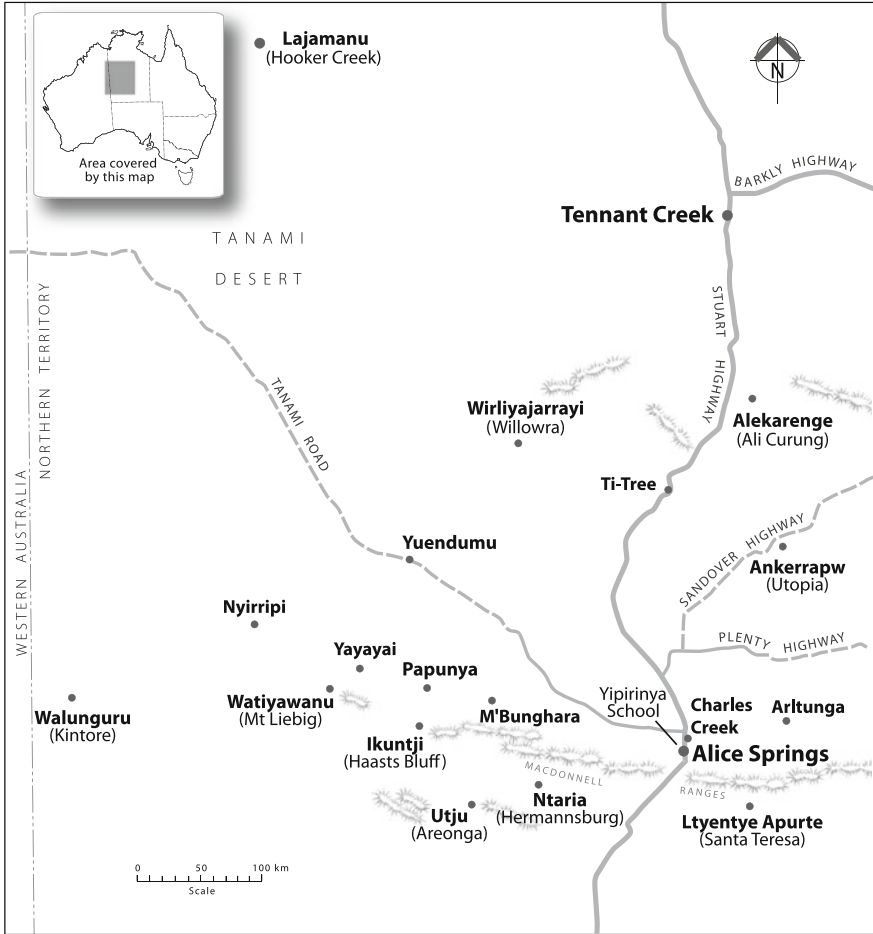 Lajamanu
(Hooker Creek)
N
Area covered
by this map
BARKLY HIGHWAY
Tennant Creek
TANAMI
DESERT
STUART HIGHWAY
NORTHERN TERRITORY
WESTERN AUSTRALIA
TANAMI ROAD
Wirliyajarrayi
(Willowra)
Alekarenge
(Ali Curung)
Ti-Tree
SANDOVER HIGHWAY
Yuendumu
Ankerrapw
(Utopia)
Nyirripi
PLENTY HIGHWAY
Yayayai
Papunya
Watiyawanu
(Mt Liebig)
M'Bunghara
Yipirinya
School
Charles
Creek
Arltunga
Walunguru
(Kintore)
Ikuntji
(Haasts Bluff)
Alice Springs
MACDONNELL
RANGES
Ntaria
(Hermannsburg)
Utju
(Areonga)
Ltyentye Apurte
(Santa Teresa)
0 50 100 km
Scale